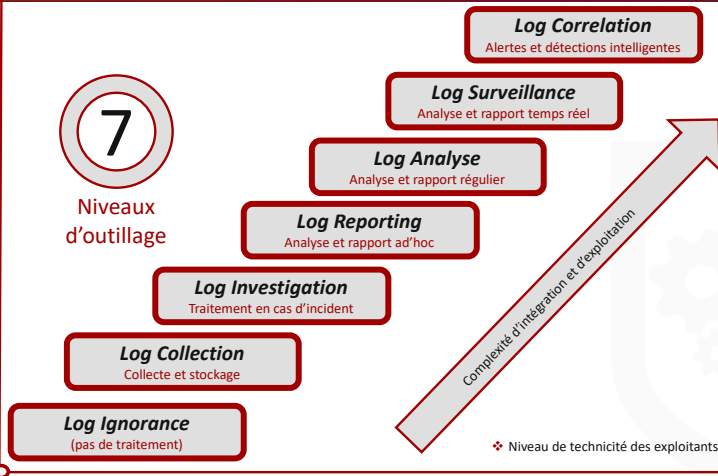 Log Correlation
Alertes et détections intelligentes
Log Surveillance
Analyse et rapport temps réel
7
Niveaux
d’outillage
Log Analyse
Analyse et rapport régulier
Log Reporting
Analyse et rapport ad’hoc
Log Investigation
Traitement en cas d’incident
Log Collection
Collecte et stockage
Log Ignorance
(pas de traitement)
Complexité d’intégration et d’exploitation
❖ Niveau de technicité des exploitants